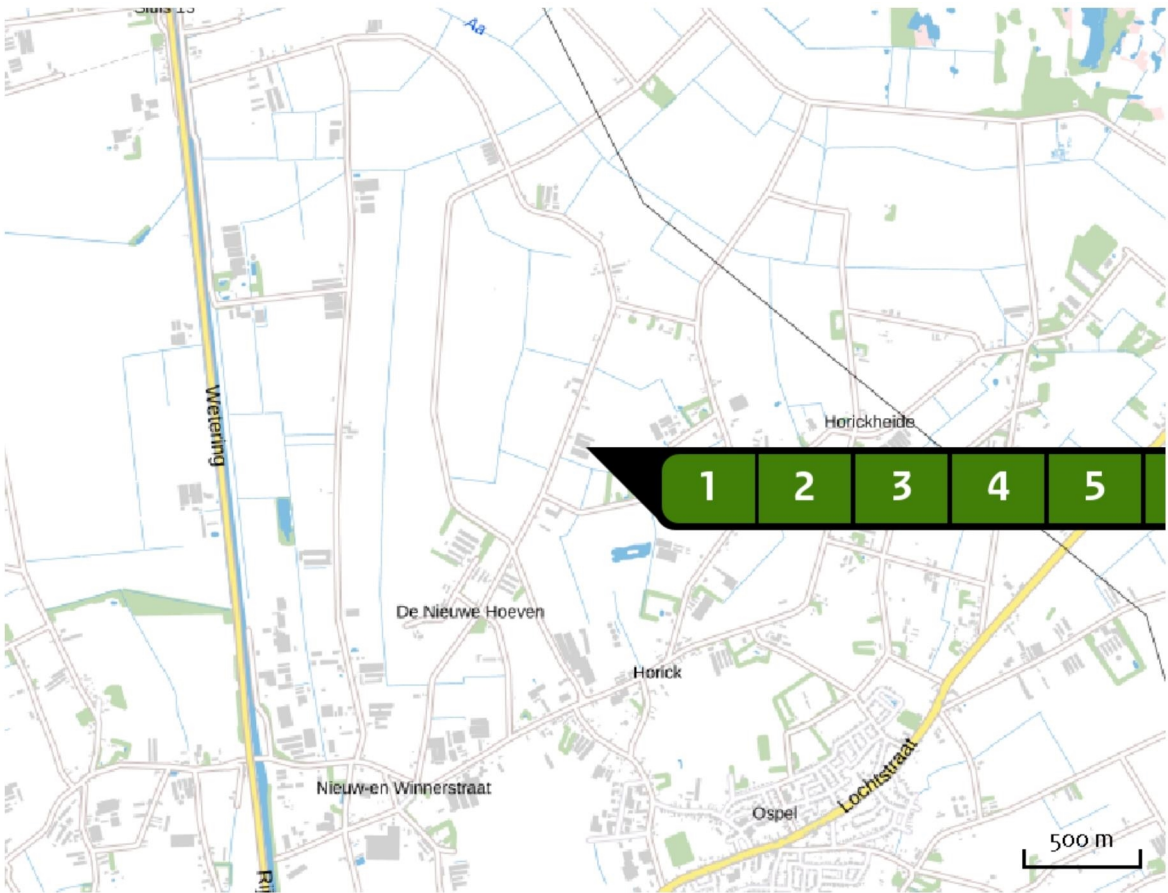 Sluis 13
Aa
Wetering
Horickheide
1 2 3 4 5
De Nieuwe Hoeven
Horick
Nieuw-en Winnerstraat
Lochtstraat
Ospel
500 m